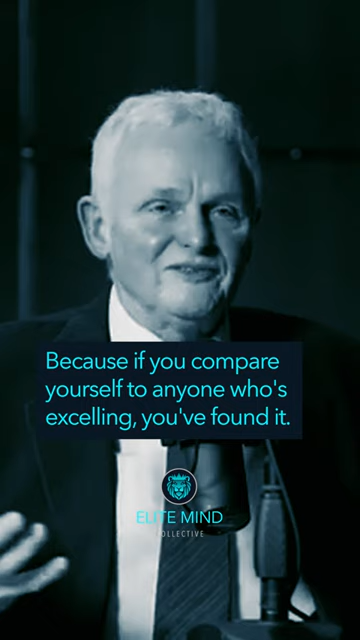 Because if you compare
yourself to anyone who's
excelling, you've found it.
ELITE MIND
COLLECTIVE